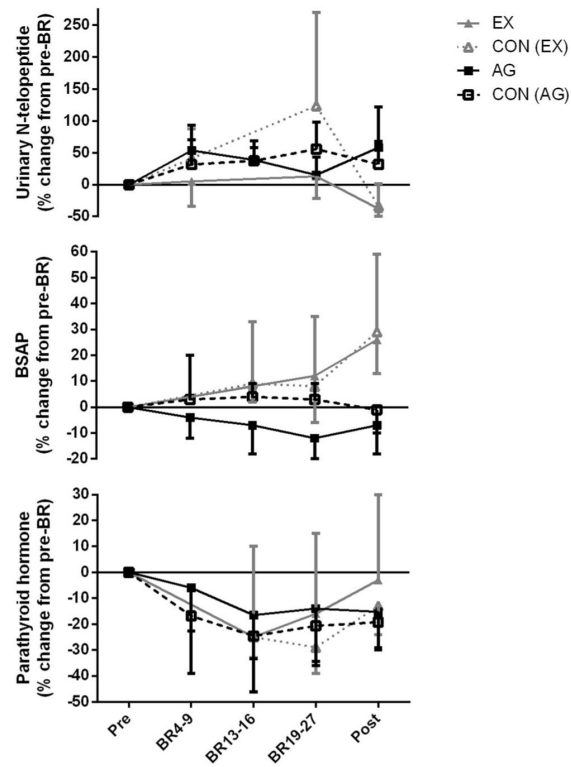 Urinary N-telopeptide
(% change from pre-BR)
250
200
150
100
50
0
-50
EX
CON (EX)
AG
CON (AG)
BSAP
(% change from pre-BR)
60
50
40
30
20
10
0
-10
-20
Parathyroid hormone
(% change from pre-BR)
30
20
10
0
-10
-20
-30
-40
-50
Pre
BR4-9
BR13-16
BR19-27
Post